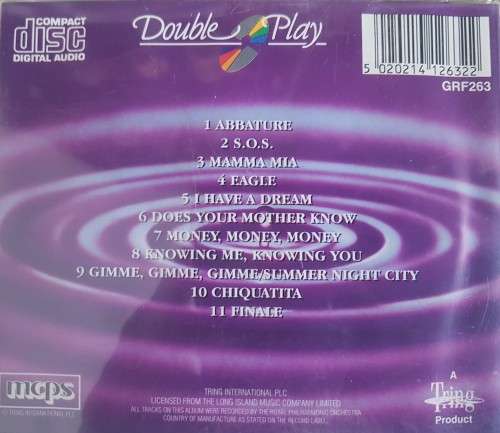 COMPACT
disc
DIGITAL AUDIO
Double Play
5 020214 126322
GRF263
1 ABBATURE
2 S.O.S.
3 MAMMA MIA
4 EAGLE
5 I HAVE A DREAM
6 DOES YOUR MOTHER KNOW
7 MONEY, MONEY, MONEY
8 KNOWING ME, KNOWING YOU
9 GIMME, GIMME, GIMME/SUMMER NIGHT CITY
10 CHIQUATITA
11 FINALE
mcps
© TRING INTERNATIONAL PLC
TRING INTERNATIONAL PLC
LICENSED FROM THE LONG ISLAND MUSIC COMPANY LIMITED
ALL TRACKS ON THIS ALBUM WERE RECORDED BY THE ROYAL PHILHARMONIC ORCHESTRA
COUNTRY OF MANUFACTURE AS STATED ON THE RECORD LABEL
A
Tring
Product